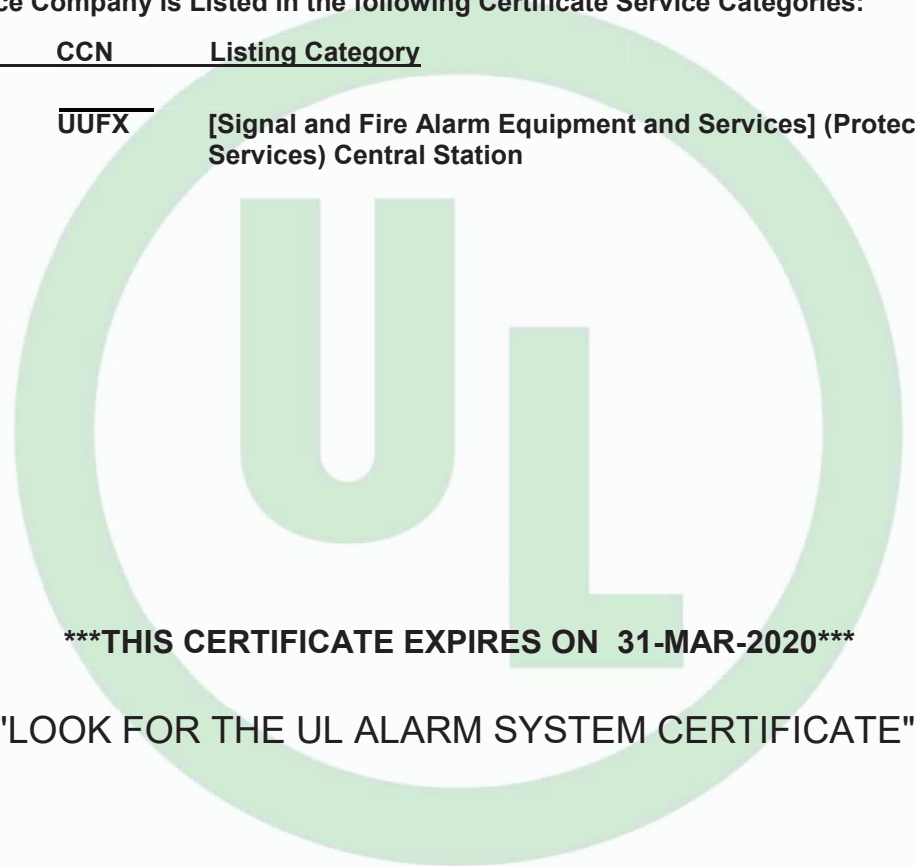 ce Company is Listed in the following Certificate Service Categories:
CCN Listing Category
UUFX [Signal and Fire Alarm Equipment and Services] (Protec
Services) Central Station
UL
***THIS CERTIFICATE EXPIRES ON 31-MAR-2020***
"LOOK FOR THE UL ALARM SYSTEM CERTIFICATE"